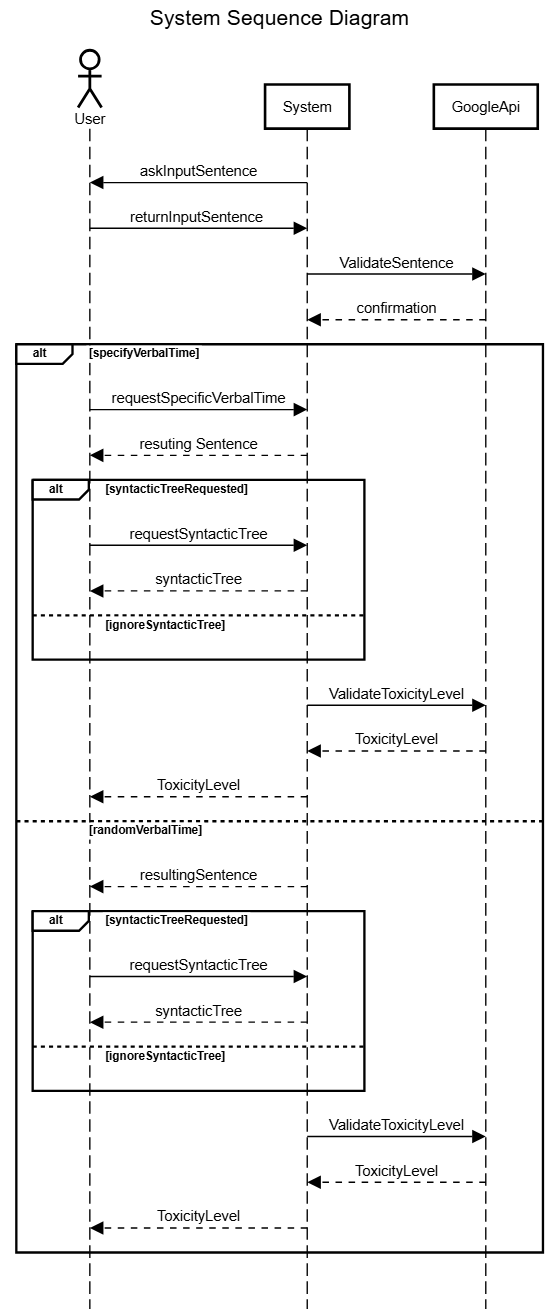 System Sequence Diagram
User
System
GoogleApi
askInputSentence
returnInputSentence
ValidateSentence
confirmation
alt
[specifyVerbalTime]
requestSpecificVerbalTime
resuting Sentence
alt
[syntacticTreeRequested]
requestSyntacticTree
syntacticTree
[ignoreSyntacticTree]
ValidateToxicityLevel
ToxicityLevel
ToxicityLevel
[randomVerbalTime]
resultingSentence
alt
[syntacticTreeRequested]
requestSyntacticTree
syntacticTree
[ignoreSyntacticTree]
ValidateToxicityLevel
ToxicityLevel
ToxicityLevel